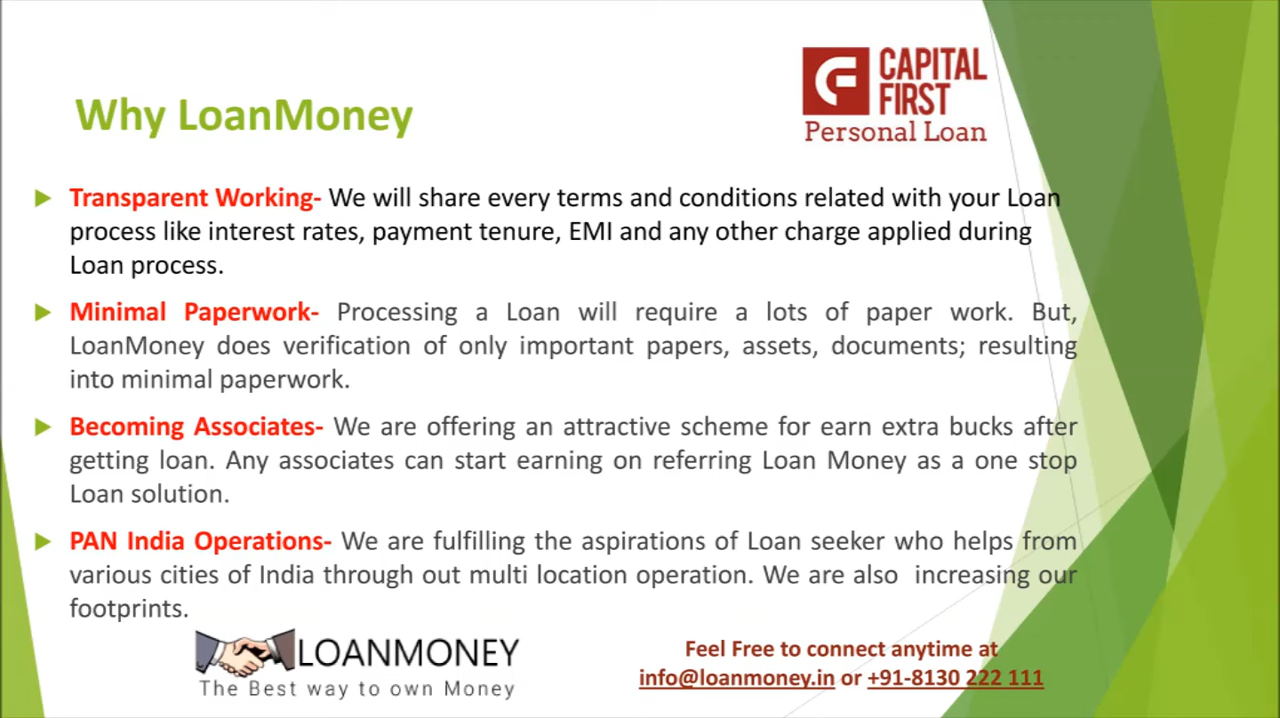 CAPITAL
FIRST
Personal Loan
Why LoanMoney
Transparent Working- We will share every terms and conditions related with your Loan
process like interest rates, payment tenure, EMI and any other charge applied during
Loan process.
Minimal Paperwork- Processing a Loan will require a lots of paper work. But,
LoanMoney does verification of only important papers, assets, documents; resulting
into minimal paperwork.
Becoming Associates- We are offering an attractive scheme for earn extra bucks after
getting loan. Any associates can start earning on referring Loan Money as a one stop
Loan solution.
PAN India Operations- We are fulfilling the aspirations of Loan seeker who helps from
various cities of India through out multi location operation. We are also increasing our
footprints.
LOANMONEY
The Best way to own Money
Feel Free to connect anytime at
info@loanmoney.in or +91-8130 222 111